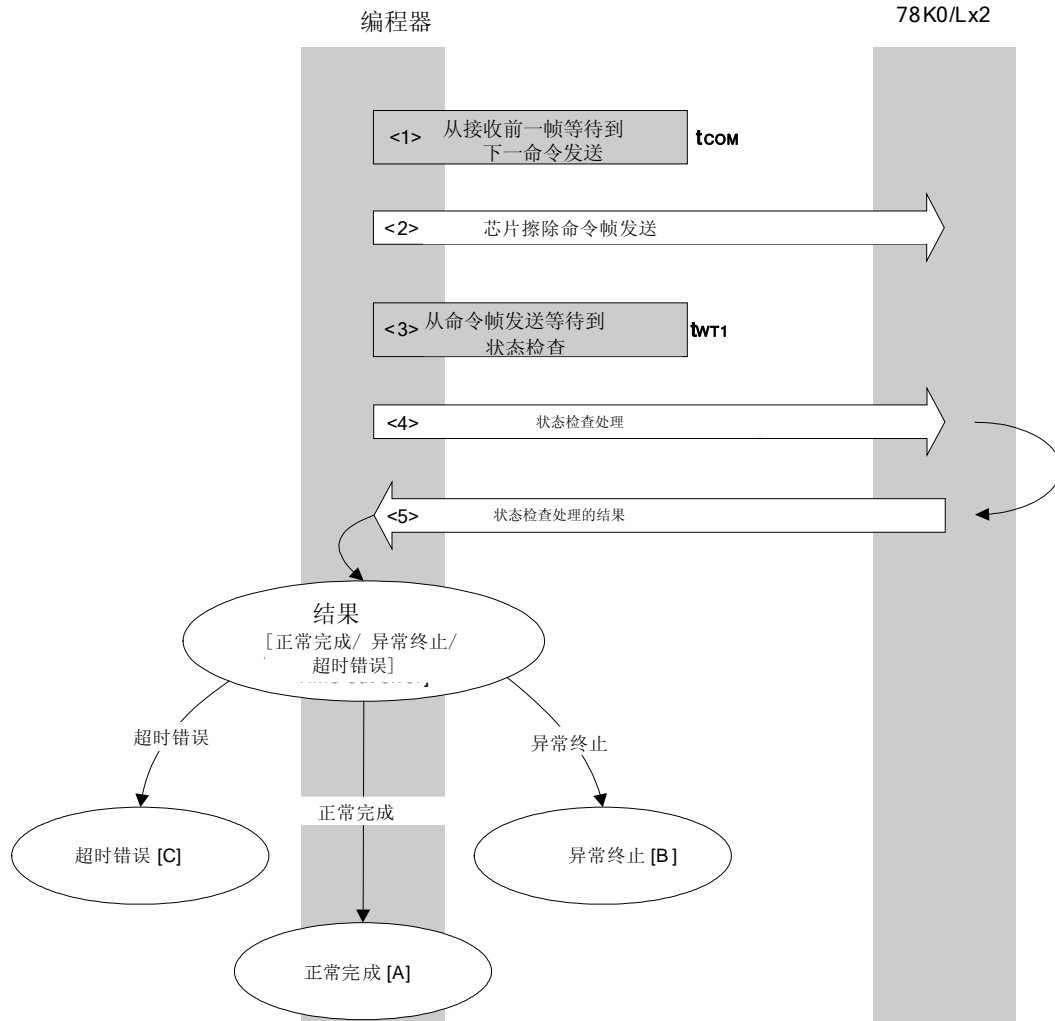 编程器
78K0/Lx2
<1> 从接收前一帧等待到
下一命令发送
tCOM
<2> 芯片擦除命令帧发送
<3> 从命令帧发送等待到
状态检查
tWT1
<4> 状态检查处理
<5> 状态检查处理的结果
结果
[正常完成/ 异常终止/
超时错误]
超时错误
异常终止
正常完成
超时错误 [C]
异常终止 [B]
正常完成 [A]